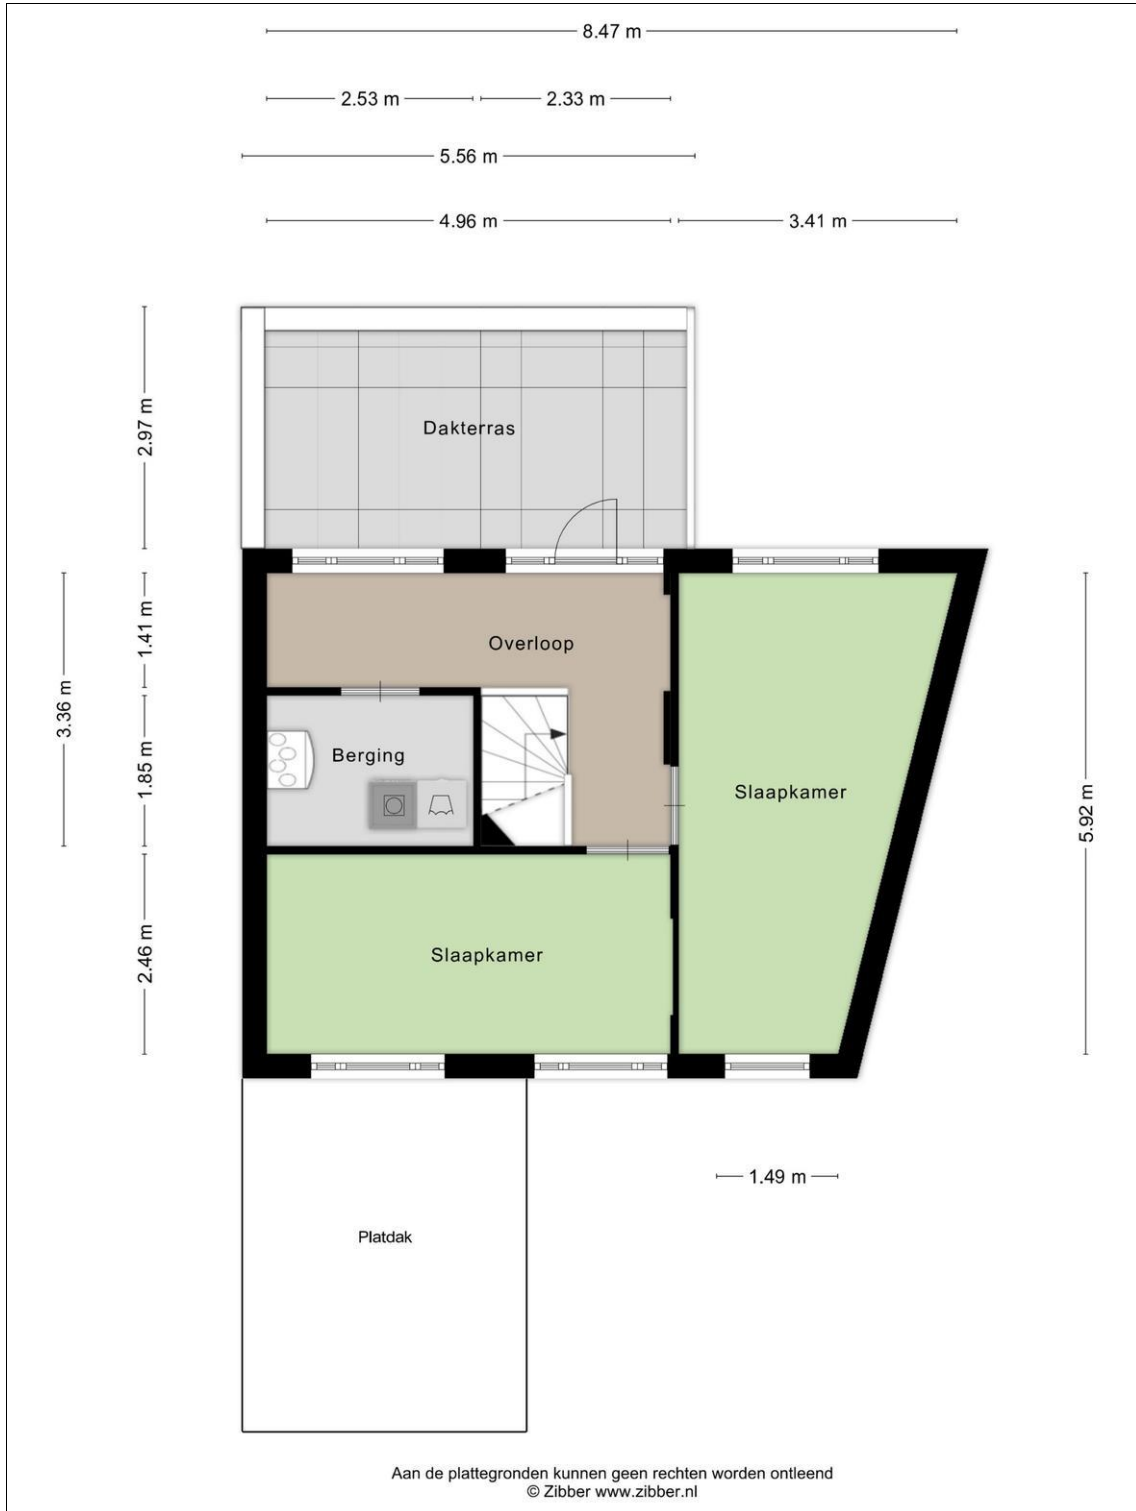 8.47 m
2.53 m
2.33 m
5.56 m
4.96 m
3.41 m
2.97 m
Dakterras
1.41 m
Overloop
3.36 m
1.85 m
Berging
Slaapkamer
5.92 m
2.46 m
Slaapkamer
1.49 m
Platdak
Aan de plattegronden kunnen geen rechten worden ontleend
© Zibber www.zibber.nl